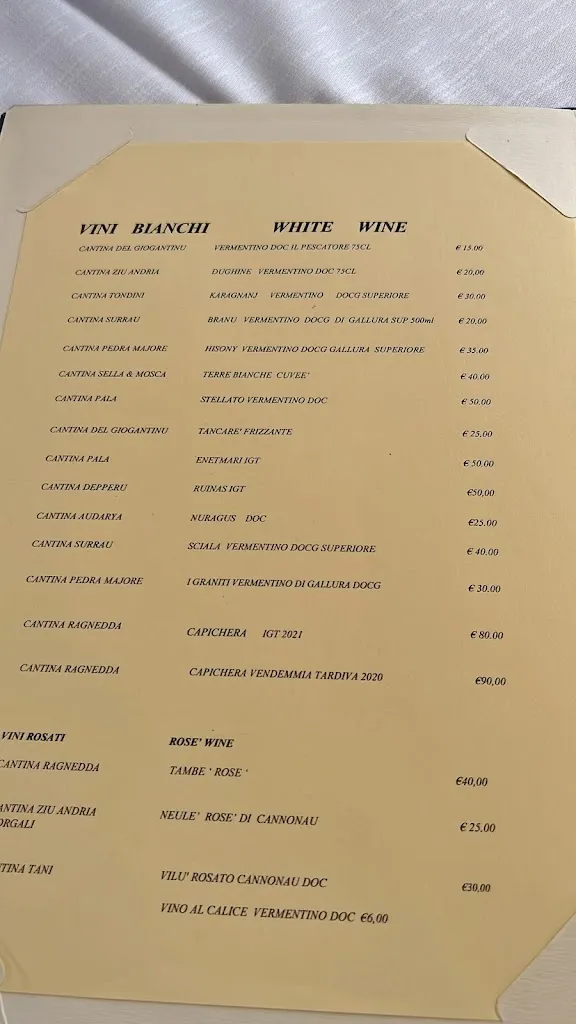 VINI BIANCHI WHITE WINE
CANTINA DEL GIOGANTINU VERMENTINO DOC IL PESCATORE 75CL € 15.00
CANTINA ZIU ANDRIA DUGHINE VERMENTINO DOC 75CL € 20,00
CANTINA TONDINI KARAGNANJ VERMENTINO DOCG SUPERIORE € 30.00
CANTINA SURRAU BRANU VERMENTINO DOCG DI GALLURA SUP 500ml € 20,00
CANTINA PEDRA MAJORE HISONY VERMENTINO DOCG GALLURA SUPERIORE € 35.00
CANTINA SELLA & MOSCA TERRE BIANCHE CUVEE' € 40.00
CANTINA PALA STELLATO VERMENTINO DOC € 50,00
CANTINA DEL GIOGANTINU TANCARE' FRIZZANTE € 25.00
CANTINA PALA ENETMARI IGT € 50.00
CANTINA DEPPERU RUINAS IGT €50,00
CANTINA AUDARYA NURAGUS DOC €25.00
CANTINA SURRAU SCIALA VERMENTINO DOCG SUPERIORE € 40.00
CANTINA PEDRA MAJORE I GRANITI VERMENTINO DI GALLURA DOCG € 30.00
CANTINA RAGNEDDA CAPICHERA IGT 2021 € 80.00
CANTINA RAGNEDDA CAPICHERA VENDEMMIA TARDIVA 2020 €90,00
VINI ROSATI ROSE' WINE
CANTINA RAGNEDDA TAMBE ' ROSE ' €40,00
ANTINA ZIU ANDRIA NEULE' ROSE' DI CANNONAU € 25.00
ORGALI
TINA TANI VILU' ROSATO CANNONAU DOC €30,00
VINO AL CALICE VERMENTINO DOC €6,00